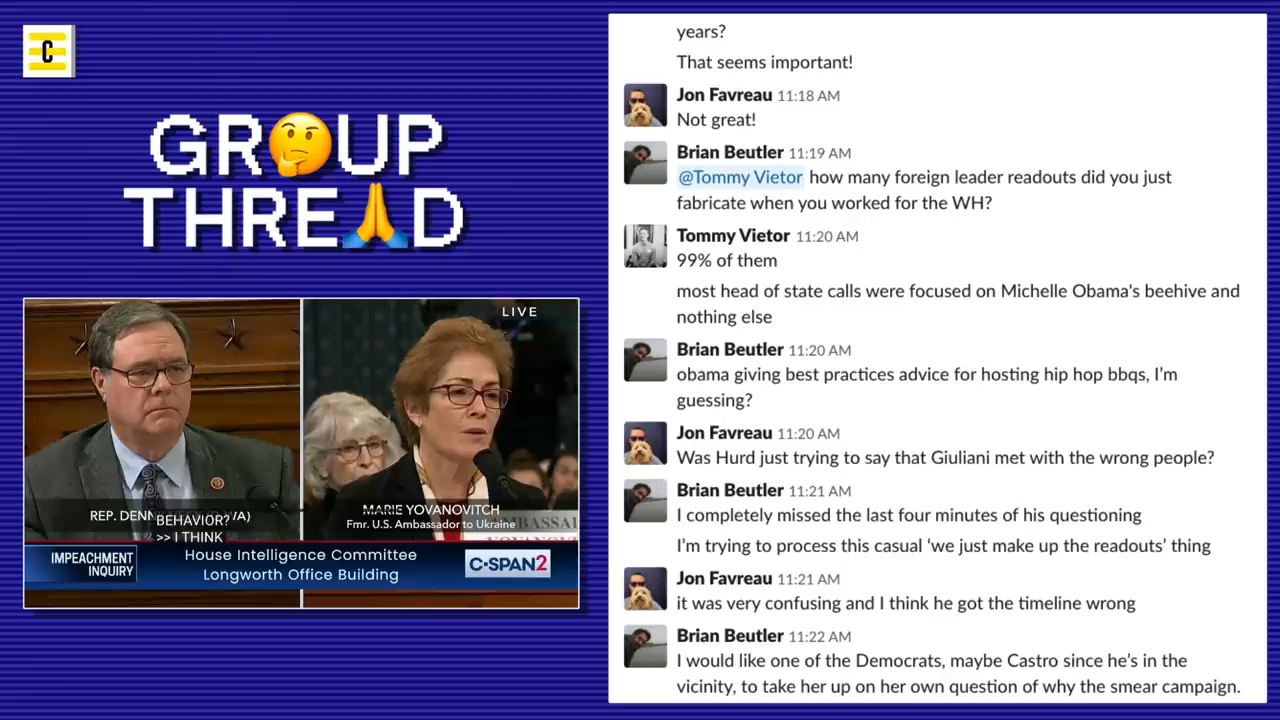 C
GR🤔UP
THRE🙏D
LIVE
REP. DENN /A)
BEHAVIOR?
>> I THINK
MARIE YOVANOVITCH
Fmr. U.S. Ambassador to Ukraine
IMPEACHMENT
INQUIRY
House Intelligence Committee
Longworth Office Building
C-SPAN2
years?
That seems important!
Jon Favreau 11:18 AM
Not great!
Brian Beutler 11:19 AM
@Tommy Vietor how many foreign leader readouts did you just
fabricate when you worked for the WH?
Tommy Vietor 11:20 AM
99% of them
most head of state calls were focused on Michelle Obama's beehive and
nothing else
Brian Beutler 11:20 AM
obama giving best practices advice for hosting hip hop bbqs, I’m
guessing?
Jon Favreau 11:20 AM
Was Hurd just trying to say that Giuliani met with the wrong people?
Brian Beutler 11:21 AM
I completely missed the last four minutes of his questioning
I’m trying to process this casual ‘we just make up the readouts’ thing
Jon Favreau 11:21 AM
it was very confusing and I think he got the timeline wrong
Brian Beutler 11:22 AM
I would like one of the Democrats, maybe Castro since he’s in the
vicinity, to take her up on her own question of why the smear campaign.